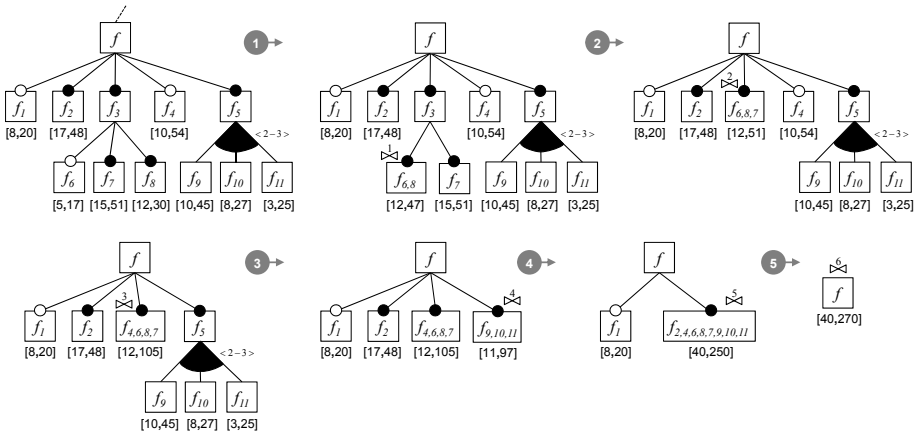 f 1 f 2 f
f1 f2 f3 f4 f5 f1 f2 f3 f4 f5 f1 f2 2 f6,8,7 f4 f5
[8,20] [17,48] [10,54] <2-3> [8,20] [17,48] [10,54] <2-3> [8,20] [17,48] [12,51] [10,54] <2-3>
f6 f7 f8 f9 f10 f11 1 f6,8 f7 f9 f10 f11 f9 f10 f11
[5,17] [15,51] [12,30] [10,45] [8,27] [3,25] [12,47] [15,51] [10,45] [8,27] [3,25] [10,45] [8,27] [3,25]
f 3 f 4 f 5 6 f
[40,270]
f1 f2 3 f4,6,8,7 f5 f1 f2 f4,6,8,7 4 f9,10,11 f1 5 f2,4,6,8,7,9,10,11
[8,20] [17,48] [12,105] <2-3> [8,20] [17,48] [12,105] [11,97] [8,20] [40,250]
f9 f10 f11
[10,45] [8,27] [3,25]